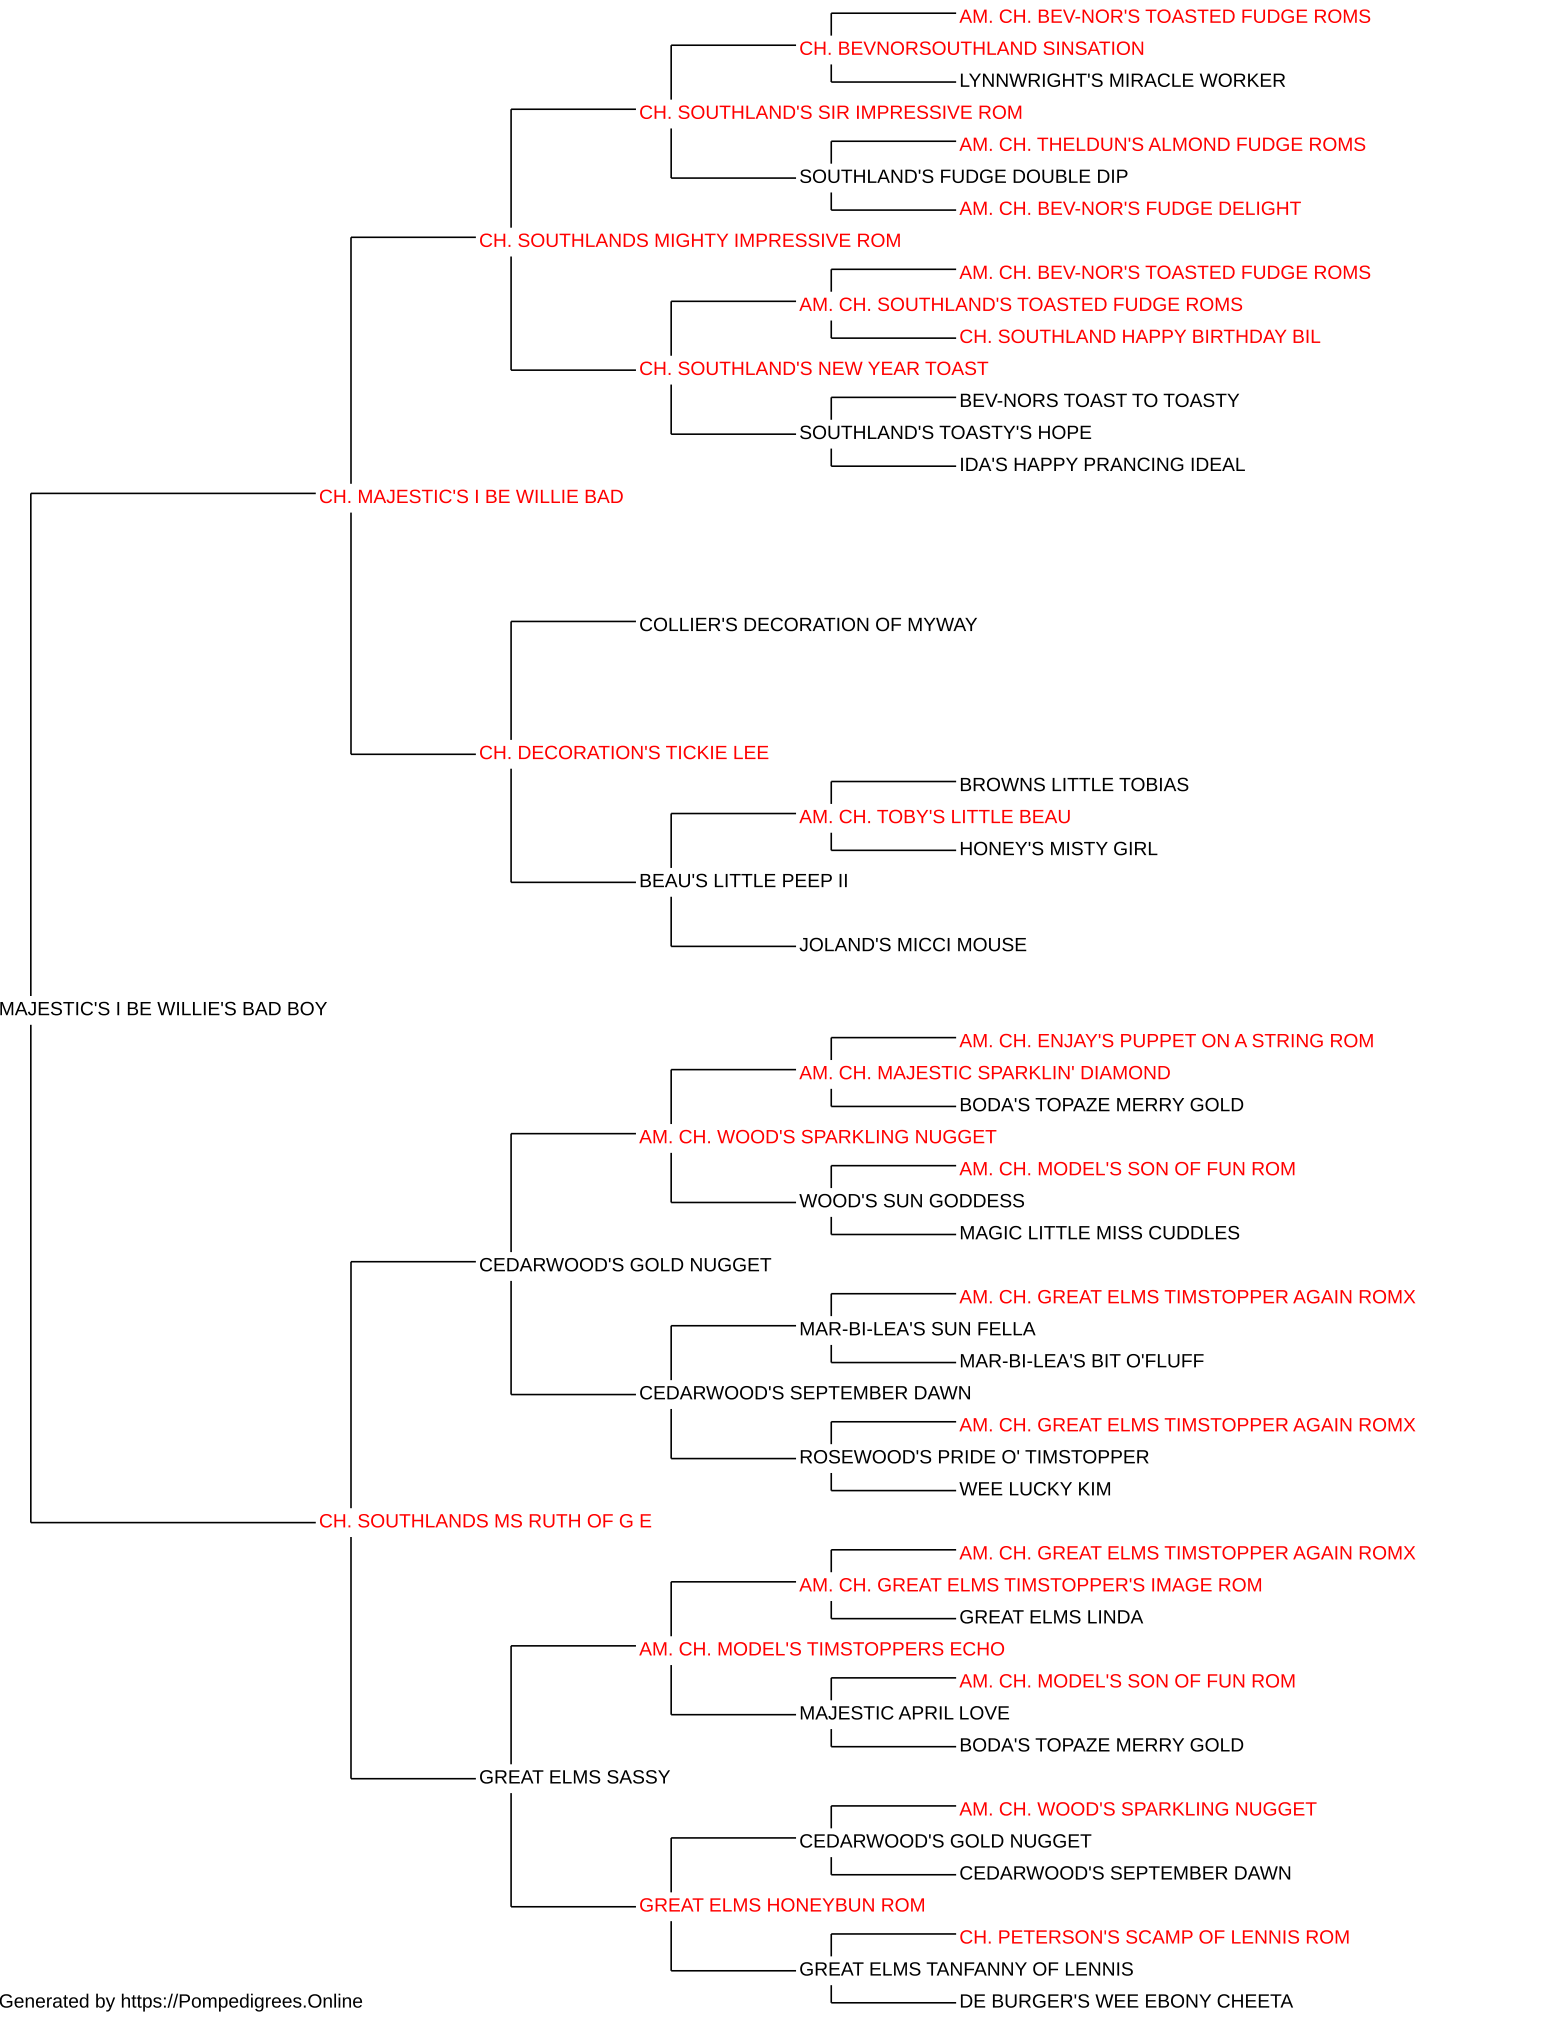 AM. CH. BEV-NOR'S TOASTED FUDGE ROMS
CH. BEVNORSOUTHLAND SINSATION
LYNNWRIGHT'S MIRACLE WORKER
CH. SOUTHLAND'S SIR IMPRESSIVE ROM
AM. CH. THELDUN'S ALMOND FUDGE ROMS
SOUTHLAND'S FUDGE DOUBLE DIP
AM. CH. BEV-NOR'S FUDGE DELIGHT
CH. SOUTHLANDS MIGHTY IMPRESSIVE ROM
AM. CH. BEV-NOR'S TOASTED FUDGE ROMS
AM. CH. SOUTHLAND'S TOASTED FUDGE ROMS
CH. SOUTHLAND HAPPY BIRTHDAY BIL
CH. SOUTHLAND'S NEW YEAR TOAST
BEV-NORS TOAST TO TOASTY
SOUTHLAND'S TOASTY'S HOPE
IDA'S HAPPY PRANCING IDEAL
CH. MAJESTIC'S I BE WILLIE BAD
COLLIER'S DECORATION OF MYWAY
CH. DECORATION'S TICKIE LEE
BROWNS LITTLE TOBIAS
AM. CH. TOBY'S LITTLE BEAU
HONEY'S MISTY GIRL
BEAU'S LITTLE PEEP II
JOLAND'S MICCI MOUSE
MAJESTIC'S I BE WILLIE'S BAD BOY
AM. CH. ENJAY'S PUPPET ON A STRING ROM
AM. CH. MAJESTIC SPARKLIN' DIAMOND
BODA'S TOPAZE MERRY GOLD
AM. CH. WOOD'S SPARKLING NUGGET
AM. CH. MODEL'S SON OF FUN ROM
WOOD'S SUN GODDESS
MAGIC LITTLE MISS CUDDLES
CEDARWOOD'S GOLD NUGGET
AM. CH. GREAT ELMS TIMSTOPPER AGAIN ROMX
MAR-BI-LEA'S SUN FELLA
MAR-BI-LEA'S BIT O'FLUFF
CEDARWOOD'S SEPTEMBER DAWN
AM. CH. GREAT ELMS TIMSTOPPER AGAIN ROMX
ROSEWOOD'S PRIDE O' TIMSTOPPER
WEE LUCKY KIM
CH. SOUTHLANDS MS RUTH OF G E
AM. CH. GREAT ELMS TIMSTOPPER AGAIN ROMX
AM. CH. GREAT ELMS TIMSTOPPER'S IMAGE ROM
GREAT ELMS LINDA
AM. CH. MODEL'S TIMSTOPPERS ECHO
AM. CH. MODEL'S SON OF FUN ROM
MAJESTIC APRIL LOVE
BODA'S TOPAZE MERRY GOLD
GREAT ELMS SASSY
AM. CH. WOOD'S SPARKLING NUGGET
CEDARWOOD'S GOLD NUGGET
CEDARWOOD'S SEPTEMBER DAWN
GREAT ELMS HONEYBUN ROM
CH. PETERSON'S SCAMP OF LENNIS ROM
GREAT ELMS TANFANNY OF LENNIS
DE BURGER'S WEE EBONY CHEETA
Generated by https://Pompedigrees.Online